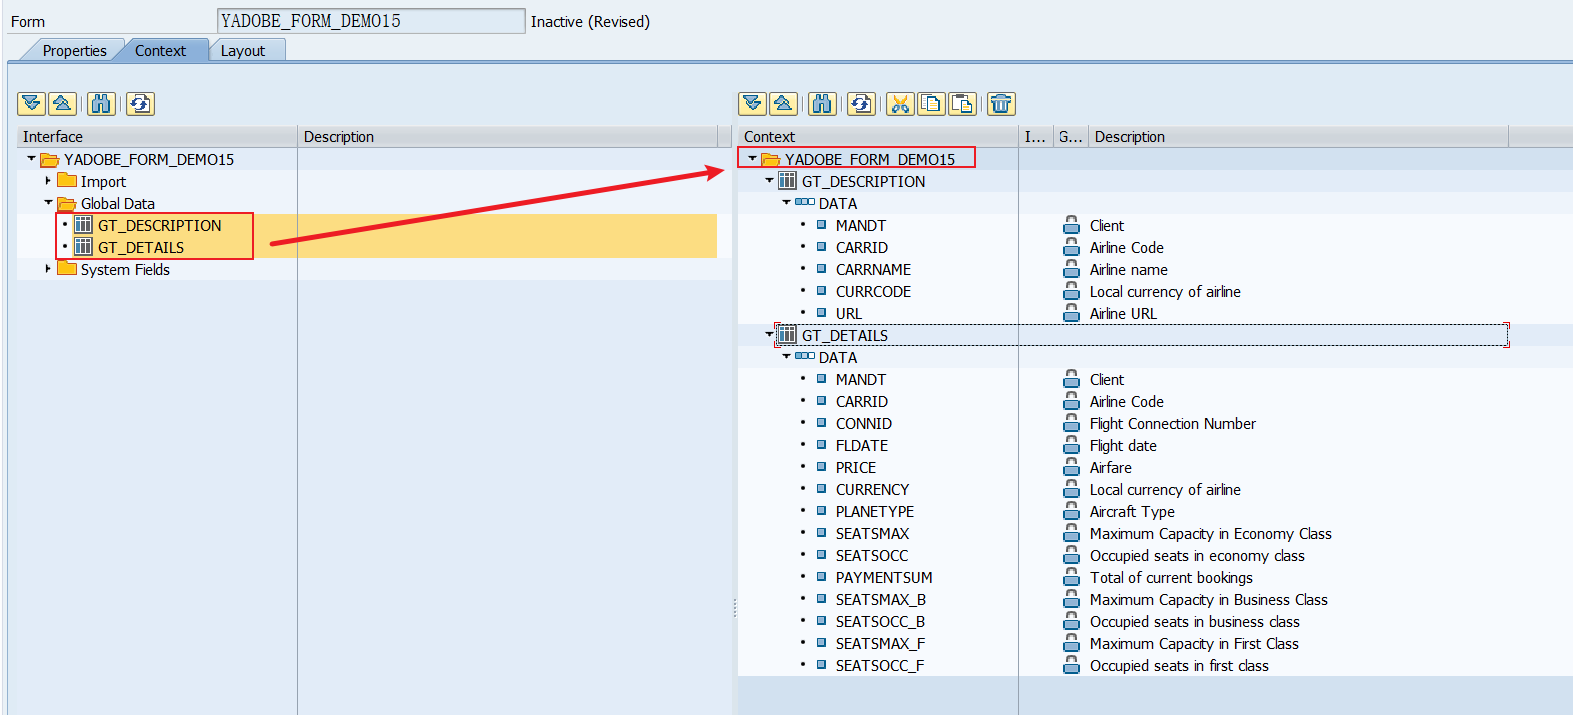 Form YADOBE_FORM_DEMO15 Inactive (Revised)
Properties Context Layout
Interface Description
YADOBE_FORM_DEMO15
Import
Global Data
GT_DESCRIPTION
GT_DETAILS
System Fields
Context I... G... Description
YADOBE_FORM_DEMO15
GT_DESCRIPTION
DATA
MANDT Client
CARRID Airline Code
CARRNAME Airline name
CURRCODE Local currency of airline
URL Airline URL
GT_DETAILS
DATA
MANDT Client
CARRID Airline Code
CONNID Flight Connection Number
FLDATE Flight date
PRICE Airfare
CURRENCY Local currency of airline
PLANETYPE Aircraft Type
SEATSMAX Maximum Capacity in Economy Class
SEATSOCC Occupied seats in economy class
PAYMENTSUM Total of current bookings
SEATSMAX_B Maximum Capacity in Business Class
SEATSOCC_B Occupied seats in business class
SEATSMAX_F Maximum Capacity in First Class
SEATSOCC_F Occupied seats in first class